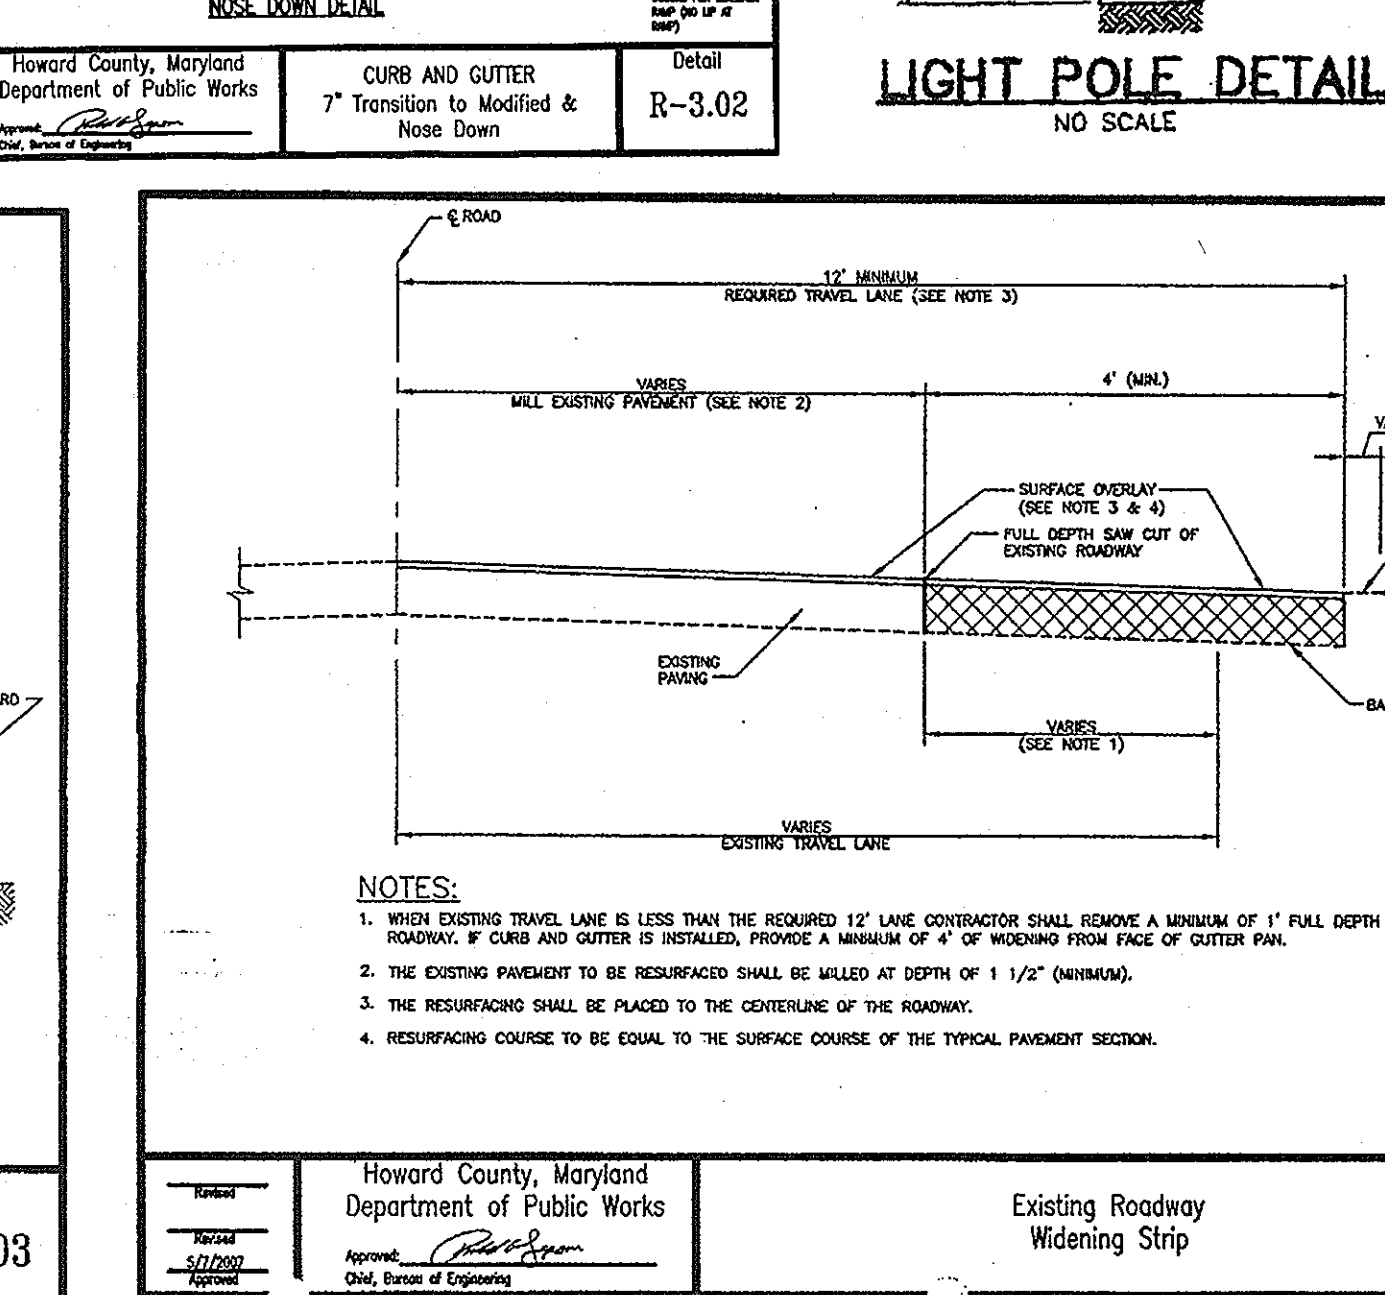 NOSE DOWN DETAIL
RAMP (NO LIP AT
RAMP)
Howard County, Maryland
Department of Public Works
Approved:
Chief, Bureau of Engineering
CURB AND GUTTER
7" Transition to Modified &
Nose Down
Detail
R-3.02
LIGHT POLE DETAIL
NO SCALE
℄ ROAD
12' MINIMUM
REQUIRED TRAVEL LANE (SEE NOTE 3)
VARIES
MILL EXISTING PAVEMENT (SEE NOTE 2)
4' (MIN.)
SURFACE OVERLAY
(SEE NOTE 3 & 4)
FULL DEPTH SAW CUT OF
EXISTING ROADWAY
EXISTING
PAVING
BA
VARIES
(SEE NOTE 1)
VARIES
EXISTING TRAVEL LANE
RD
NOTES:
1. WHEN EXISTING TRAVEL LANE IS LESS THAN THE REQUIRED 12' LANE CONTRACTOR SHALL REMOVE A MINIMUM OF 1' FULL DEPTH
ROADWAY. IF CURB AND GUTTER IS INSTALLED, PROVIDE A MINIMUM OF 4' OF WIDENING FROM FACE OF GUTTER PAN.
2. THE EXISTING PAVEMENT TO BE RESURFACED SHALL BE MILLED AT DEPTH OF 1 1/2" (MINIMUM).
3. THE RESURFACING SHALL BE PLACED TO THE CENTERLINE OF THE ROADWAY.
4. RESURFACING COURSE TO BE EQUAL TO THE SURFACE COURSE OF THE TYPICAL PAVEMENT SECTION.
03
Revised
Revised
5/7/2007
Approved
Howard County, Maryland
Department of Public Works
Approved:
Chief, Bureau of Engineering
Existing Roadway
Widening Strip